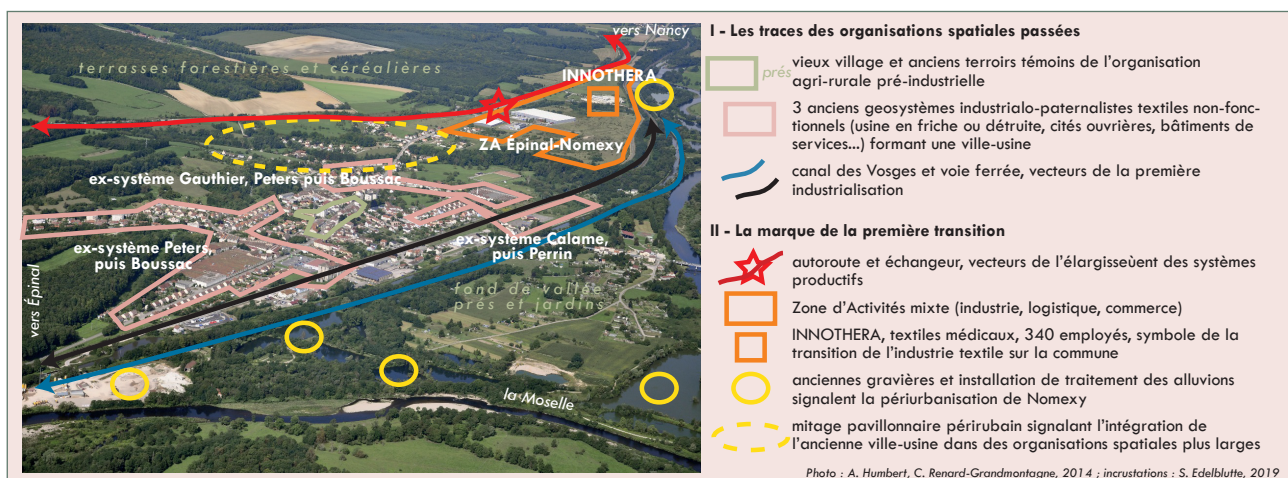 vers Nancy
terrasses forestières et céréalières
INNOTHERA
ZA Épinal-Nomexy
ex-système Gauthier, Peters puis Boussac
ex-système Peters,
puis Boussac
ex-système Calame,
puis Perrin
fond de vallée
prés et jardins
vers Épinal
la Moselle
I - Les traces des organisations spatiales passées
prés
vieux village et anciens terroirs témoins de l'organisation
agri-rurale pré-industrielle
3 anciens geosystèmes industrialo-paternalistes textiles non-fonc-
tionnels (usine en friche ou détruite, cités ouvrières, bâtiments de
services...) formant une ville-usine
canal des Vosges et voie ferrée, vecteurs de la première
industrialisation
II - La marque de la première transition
autoroute et échangeur, vecteurs de l'élargisseùent des systèmes
productifs
Zone d'Activités mixte (industrie, logistique, commerce)
INNOTHERA, textiles médicaux, 340 employés, symbole de la
transition de l'industrie textile sur la commune
anciennes gravières et installation de traitement des alluvions
signalent la périurbanisation de Nomexy
mitage pavillonnaire périrubain signalant l'intégration de
l'ancienne ville-usine dans des organisations spatiales plus larges
Photo : A. Humbert, C. Renard-Grandmontagne, 2014 ; incrustations : S. Edelblutte, 2019